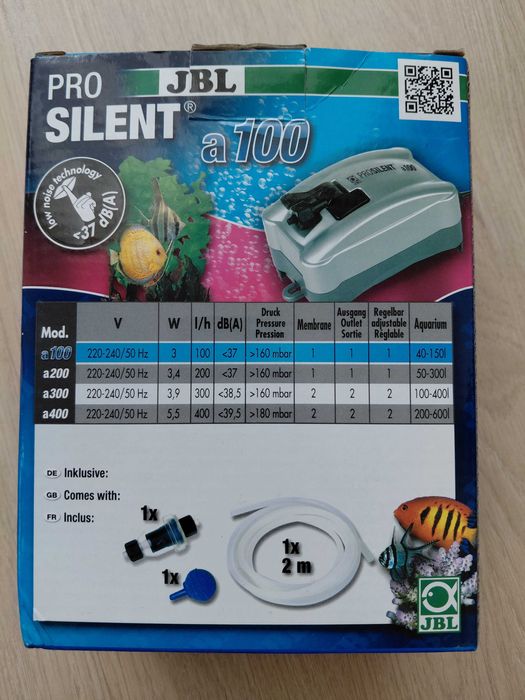 PRO
JBL
SILENT®
a100
low noise technology
<37 dB(A)
PROSILENT a100
Mod. V W l/h dB(A) Druck Pressure Pression Membrane Ausgang Outlet Sortie Regelbar adjustable Réglable Aquarium
a100 220-240/50 Hz 3 100 <37 >160 mbar 1 1 1 40-150l
a200 220-240/50 Hz 3,4 200 <37 >160 mbar 1 1 1 50-300l
a300 220-240/50 Hz 3,9 300 <38,5 >160 mbar 2 2 2 100-400l
a400 220-240/50 Hz 5,5 400 <39,5 >180 mbar 2 2 2 200-600l
DE Inklusive:
GB Comes with:
FR Inclus:
1x
1x
1x
2 m
JBL